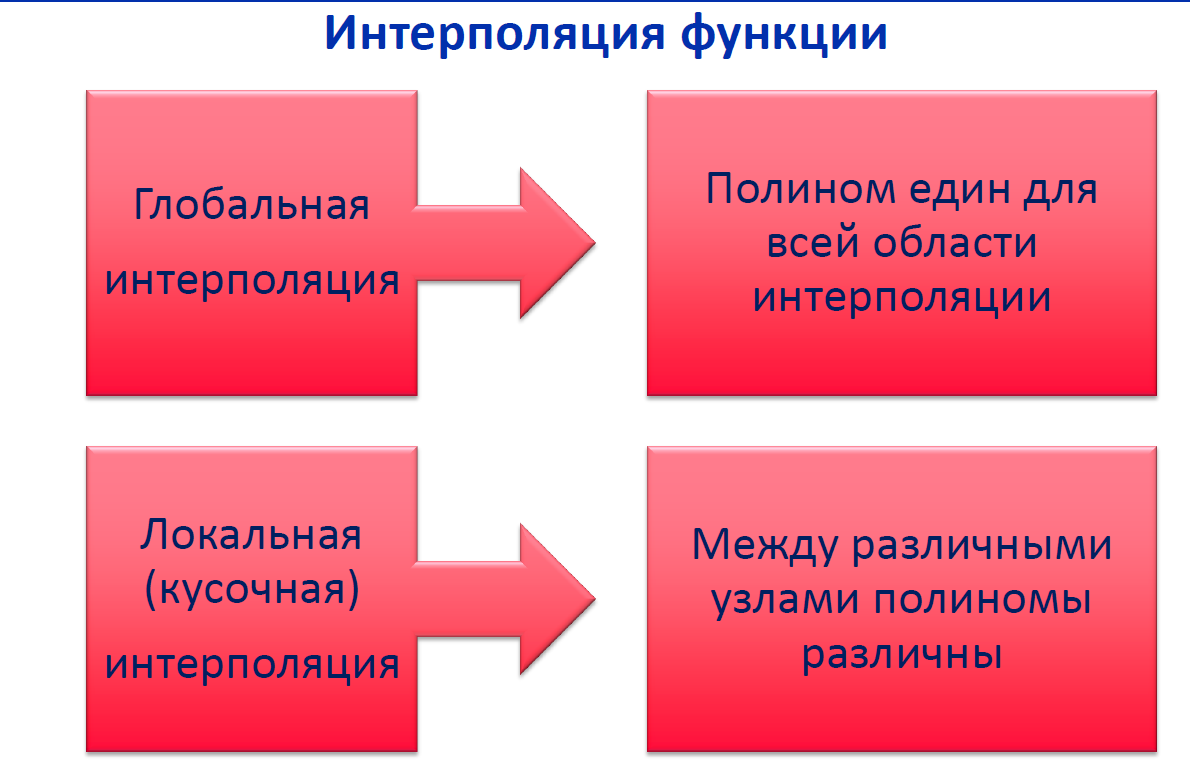 Интерполяция функции
Глобальная
интерполяция
Полином един для
всей области
интерполяции
Локальная
(кусочная)
интерполяция
Между различными
узлами полиномы
различны